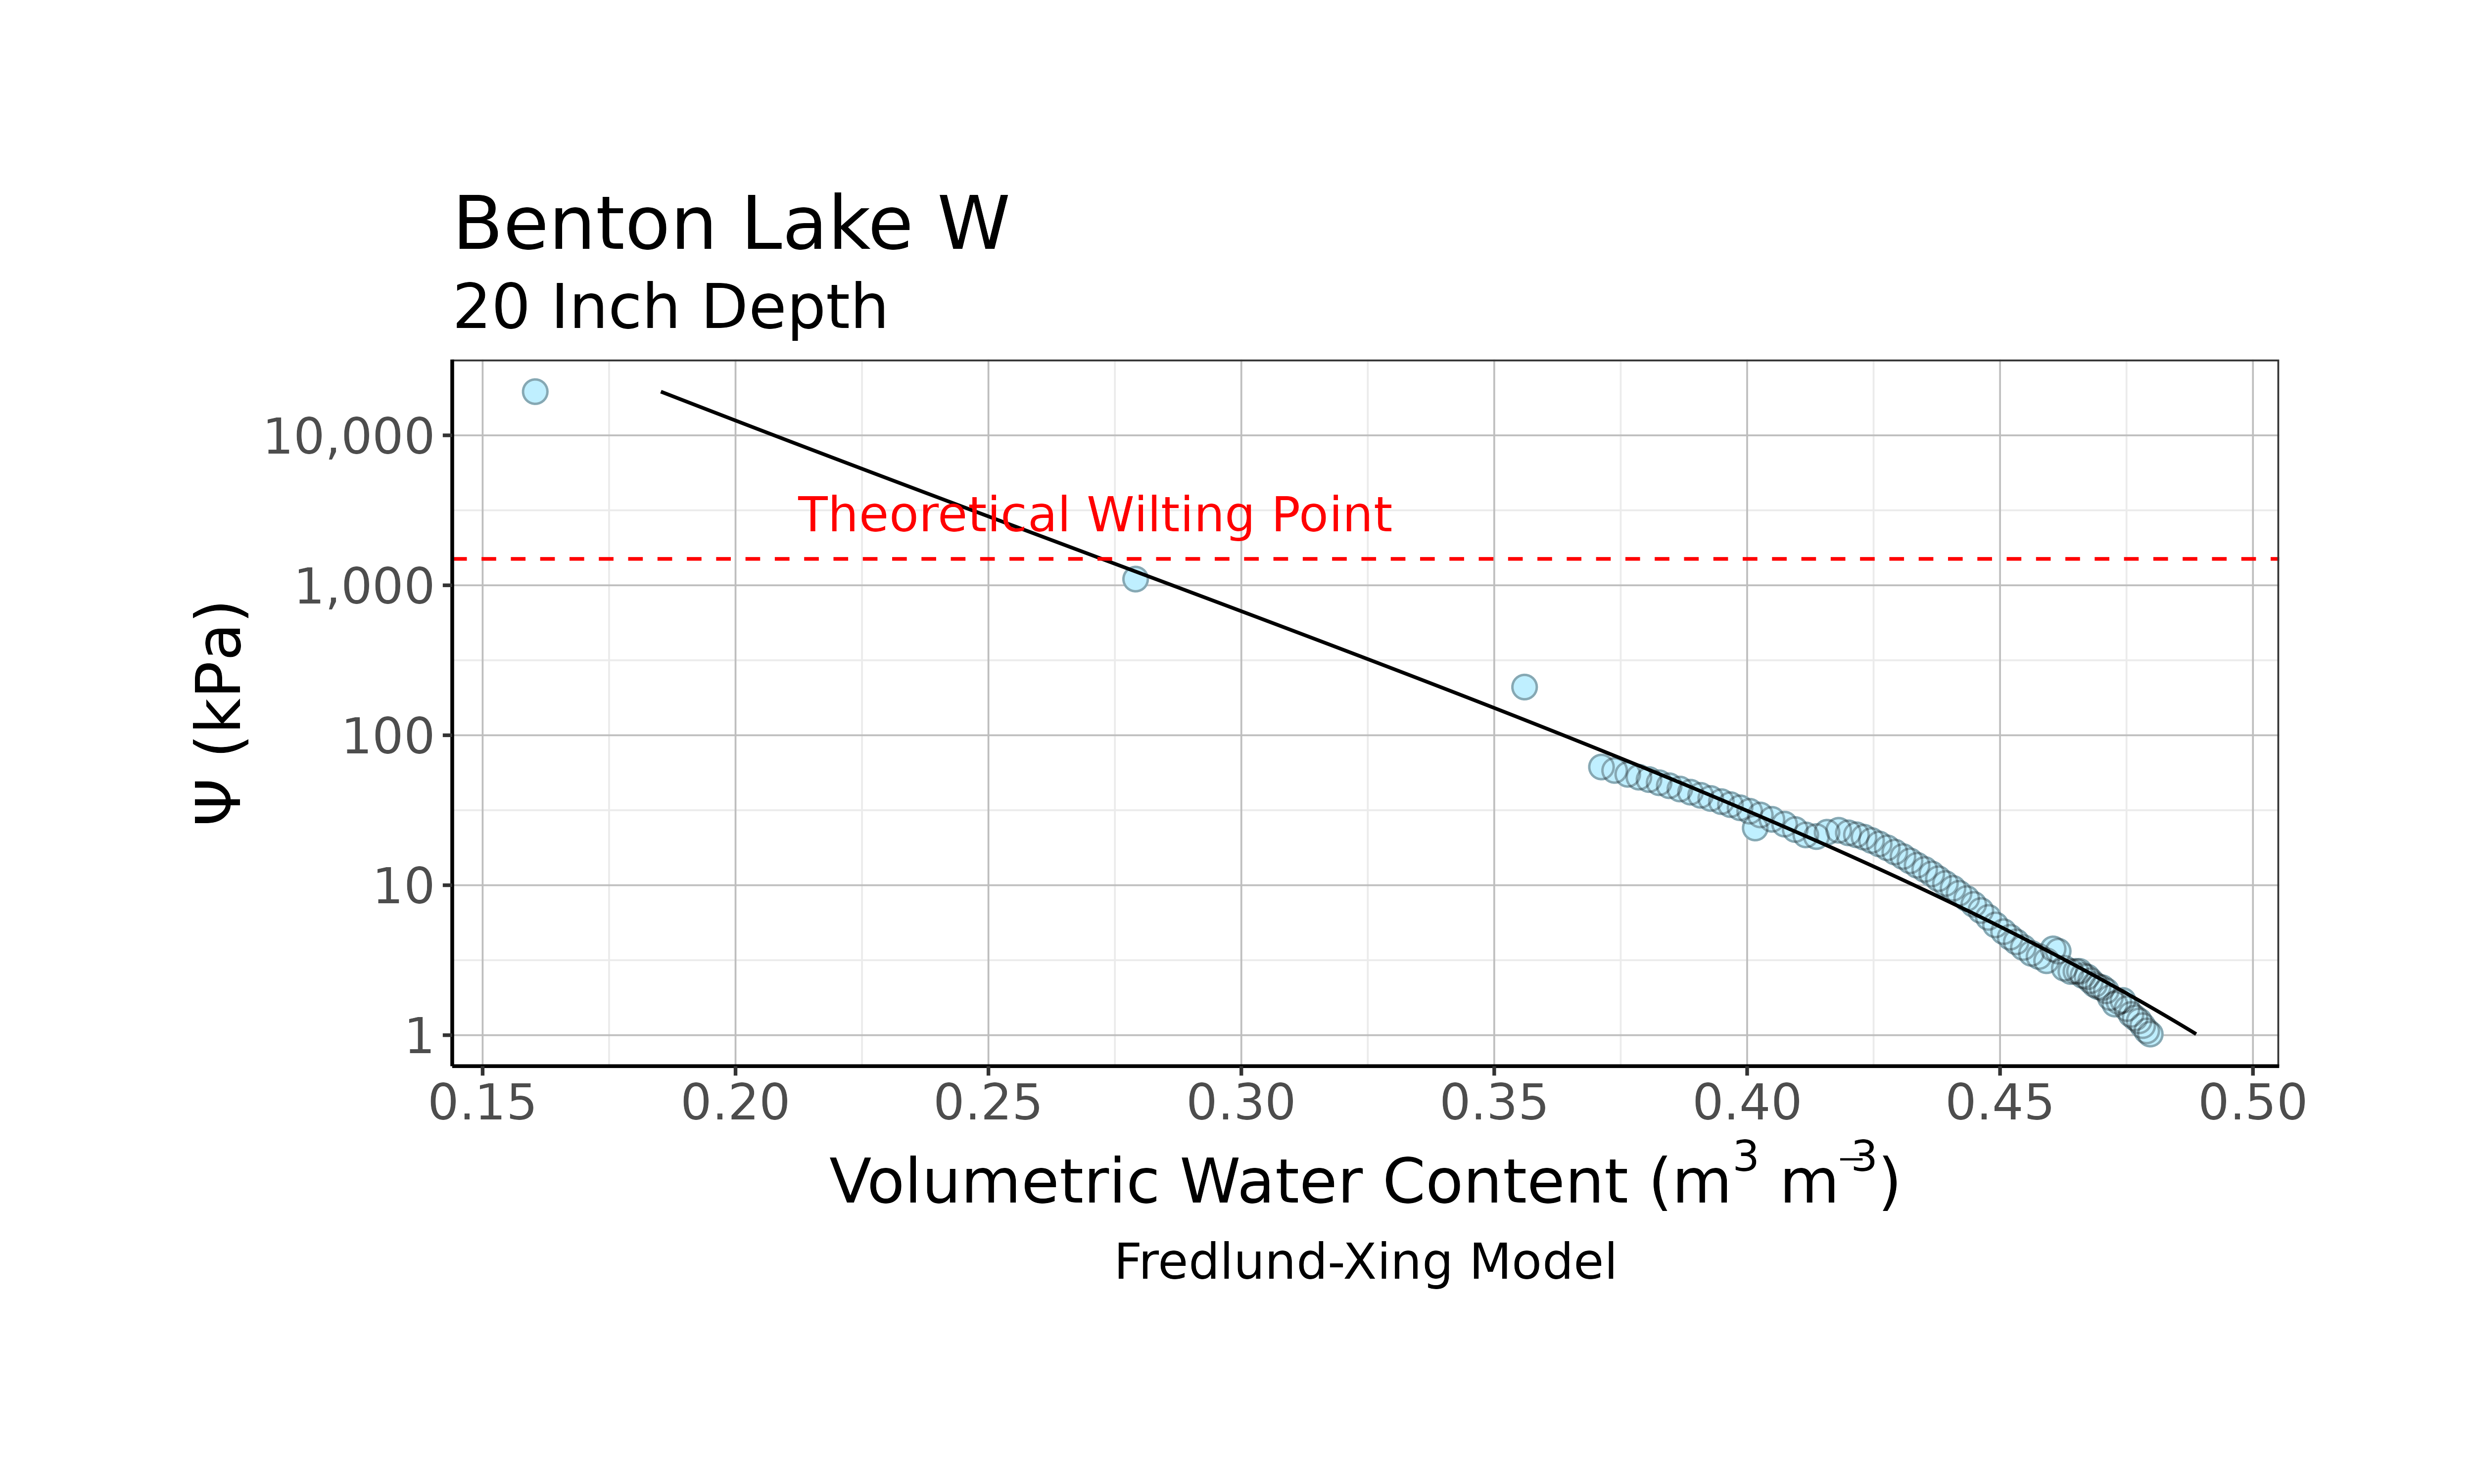 Benton Lake W
20 Inch Depth
10,000
Theoretical Wilting Point
1,000
100
10
1
Ψ (kPa)
0.15 0.20 0.25 0.30 0.35 0.40 0.45 0.50
Volumetric Water Content (m³ m⁻³)
Fredlund-Xing Model